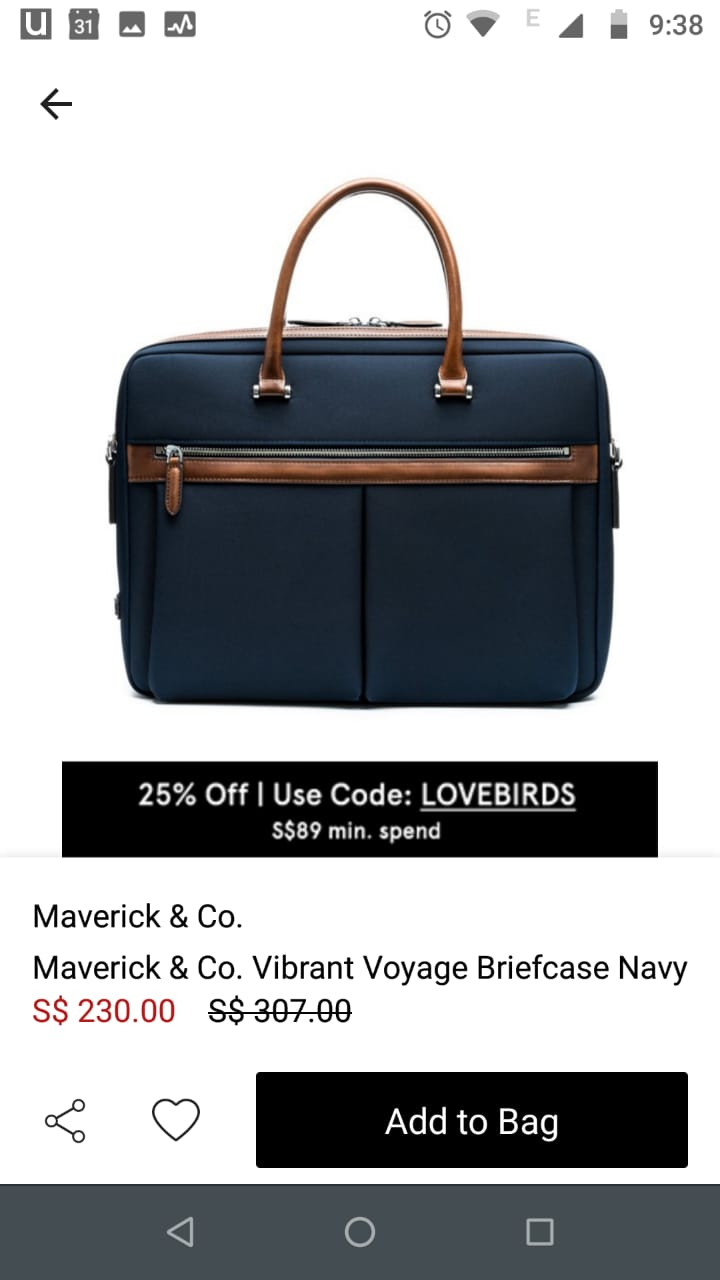 U 31 E 9:38
25% Off | Use Code: LOVEBIRDS
S$89 min. spend
Maverick & Co.
Maverick & Co. Vibrant Voyage Briefcase Navy
S$ 230.00 S$ 307.00
Add to Bag